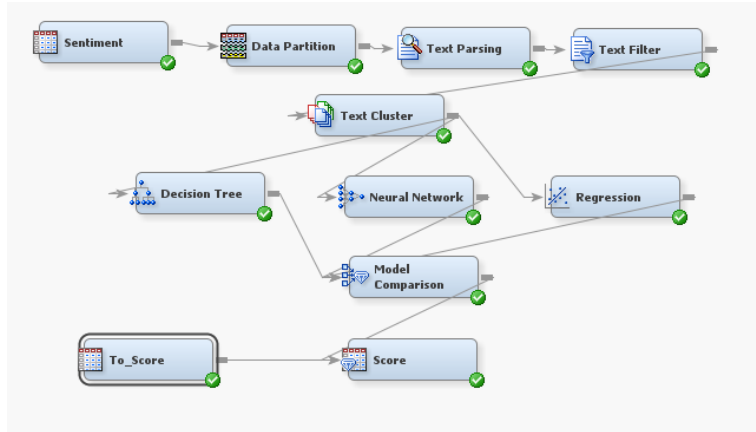 Sentiment
Data Partition
Text Parsing
Text Filter
Text Cluster
Decision Tree
Neural Network
Regression
Model
Comparison
To_Score
Score